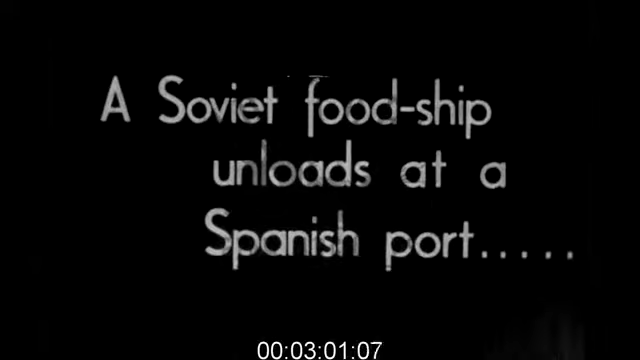 A Soviet food-ship
unloads at a
Spanish port.....
00:03:01:07